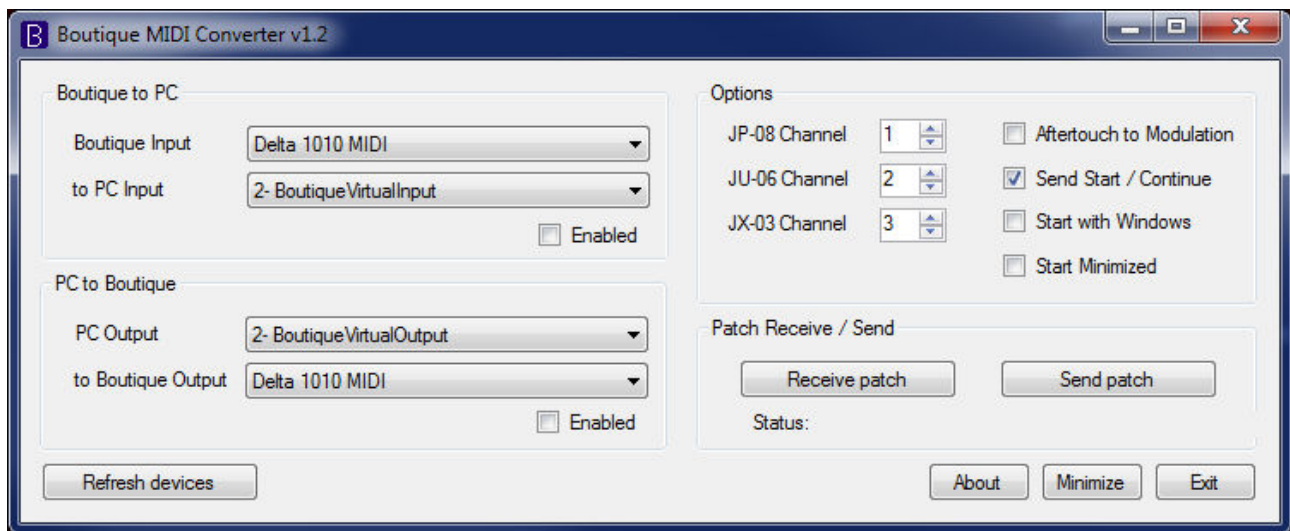 Boutique MIDI Converter v1.2
Boutique to PC
Boutique Input
Delta 1010 MIDI
to PC Input
2- BoutiqueVirtualInput
Enabled
PC to Boutique
PC Output
2- BoutiqueVirtualOutput
to Boutique Output
Delta 1010 MIDI
Enabled
Refresh devices
Options
JP-08 Channel
1
Aftertouch to Modulation
JU-06 Channel
2
Send Start / Continue
JX-03 Channel
3
Start with Windows
Start Minimized
Patch Receive / Send
Receive patch
Send patch
Status:
About
Minimize
Exit